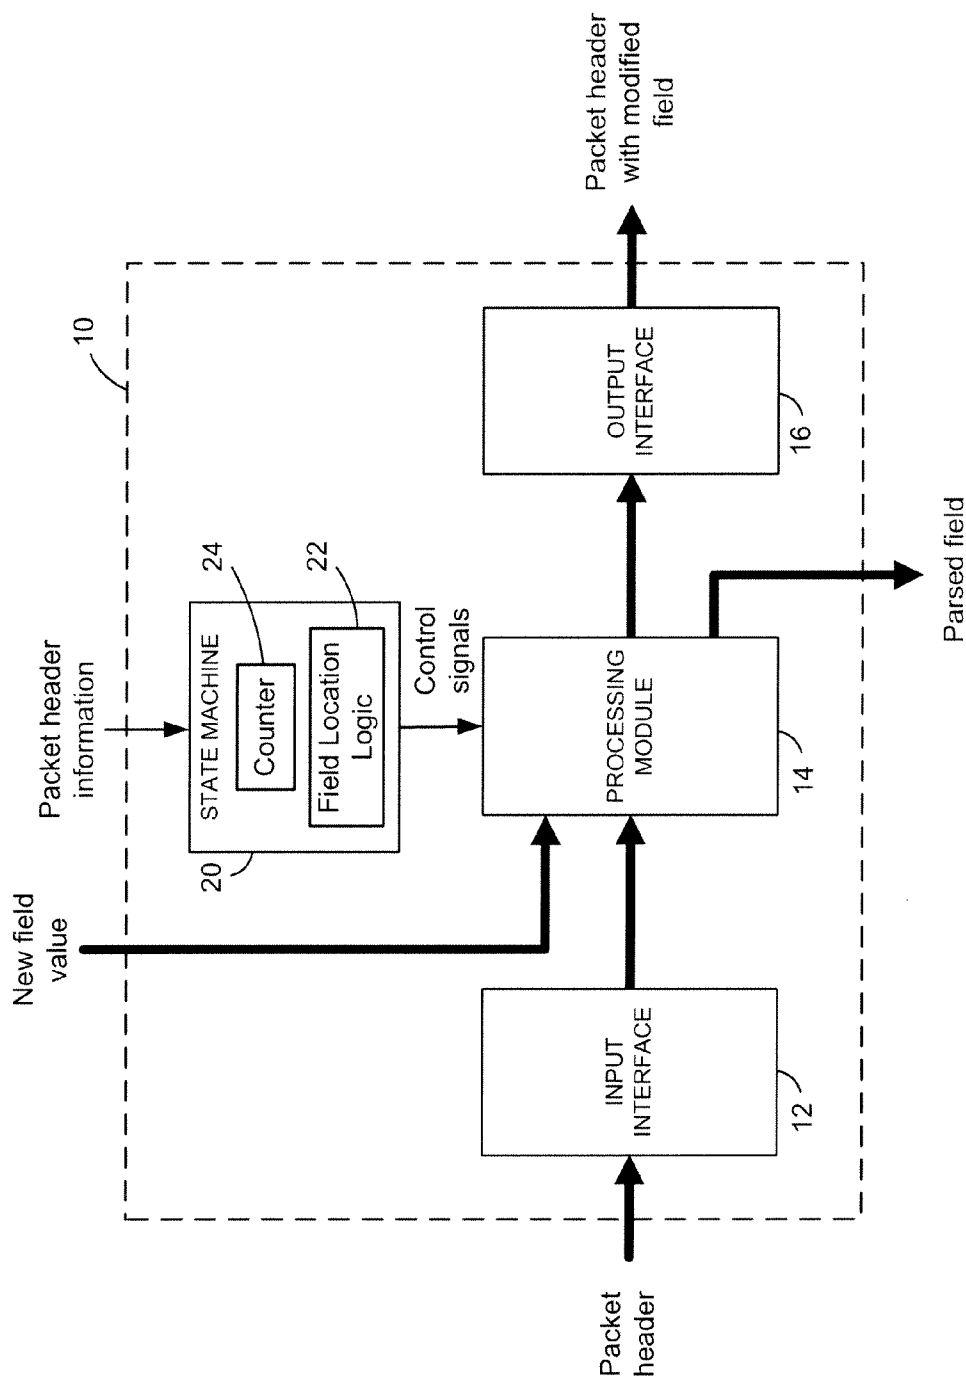 New field
value
Packet header
information
10
STATE MACHINE
Counter
Field Location
Logic
20
24
22
Control
signals
Packet
header
INPUT
INTERFACE
12
PROCESSING
MODULE
14
OUTPUT
INTERFACE
16
Packet header
with modified
field
Parsed field